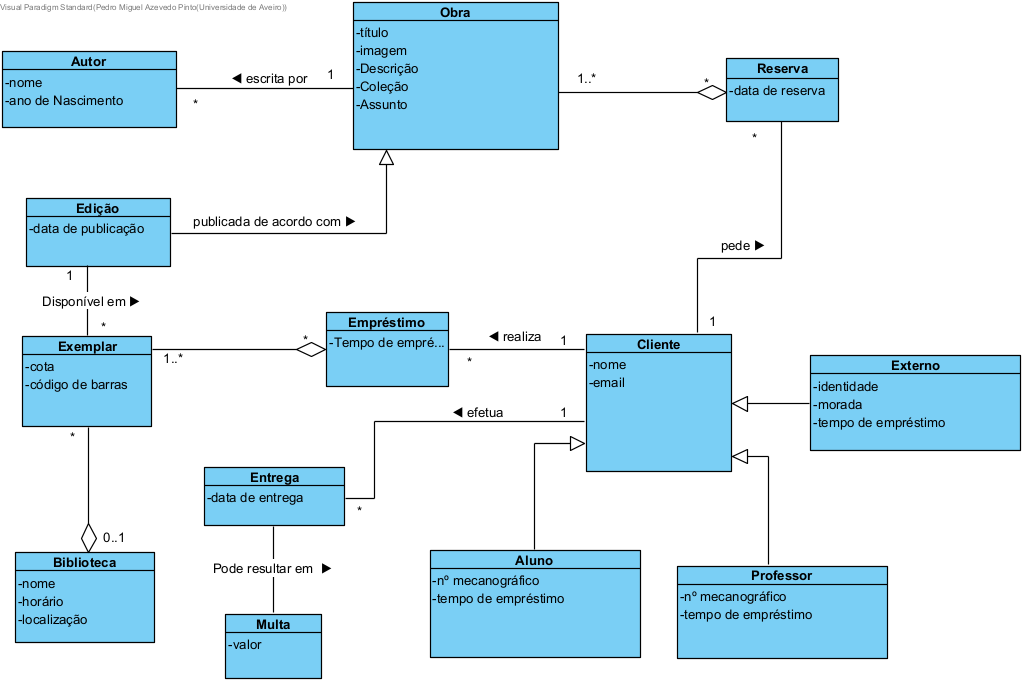 Visual Paradigm Standard(Pedro Miguel Azevedo Pinto(Universidade de Aveiro))
Obra
-título
-imagem
-Descrição
-Coleção
-Assunto
Autor
-nome
-ano de Nascimento
◀ escrita por
1
*
1..*
*
Reserva
-data de reserva
*
Edição
-data de publicação
publicada de acordo com ▶
pede ▶
1
Disponível em ▶
*
1
Exemplar
-cota
-código de barras
1..*
*
Empréstimo
-Tempo de empré...
◀ realiza
1
*
Cliente
-nome
-email
Externo
-identidade
-morada
-tempo de empréstimo
◀ efetua
1
*
*
Entrega
-data de entrega
0..1
Biblioteca
-nome
-horário
-localização
Pode resultar em ▶
Multa
-valor
Aluno
-nº mecanográfico
-tempo de empréstimo
Professor
-nº mecanográfico
-tempo de empréstimo